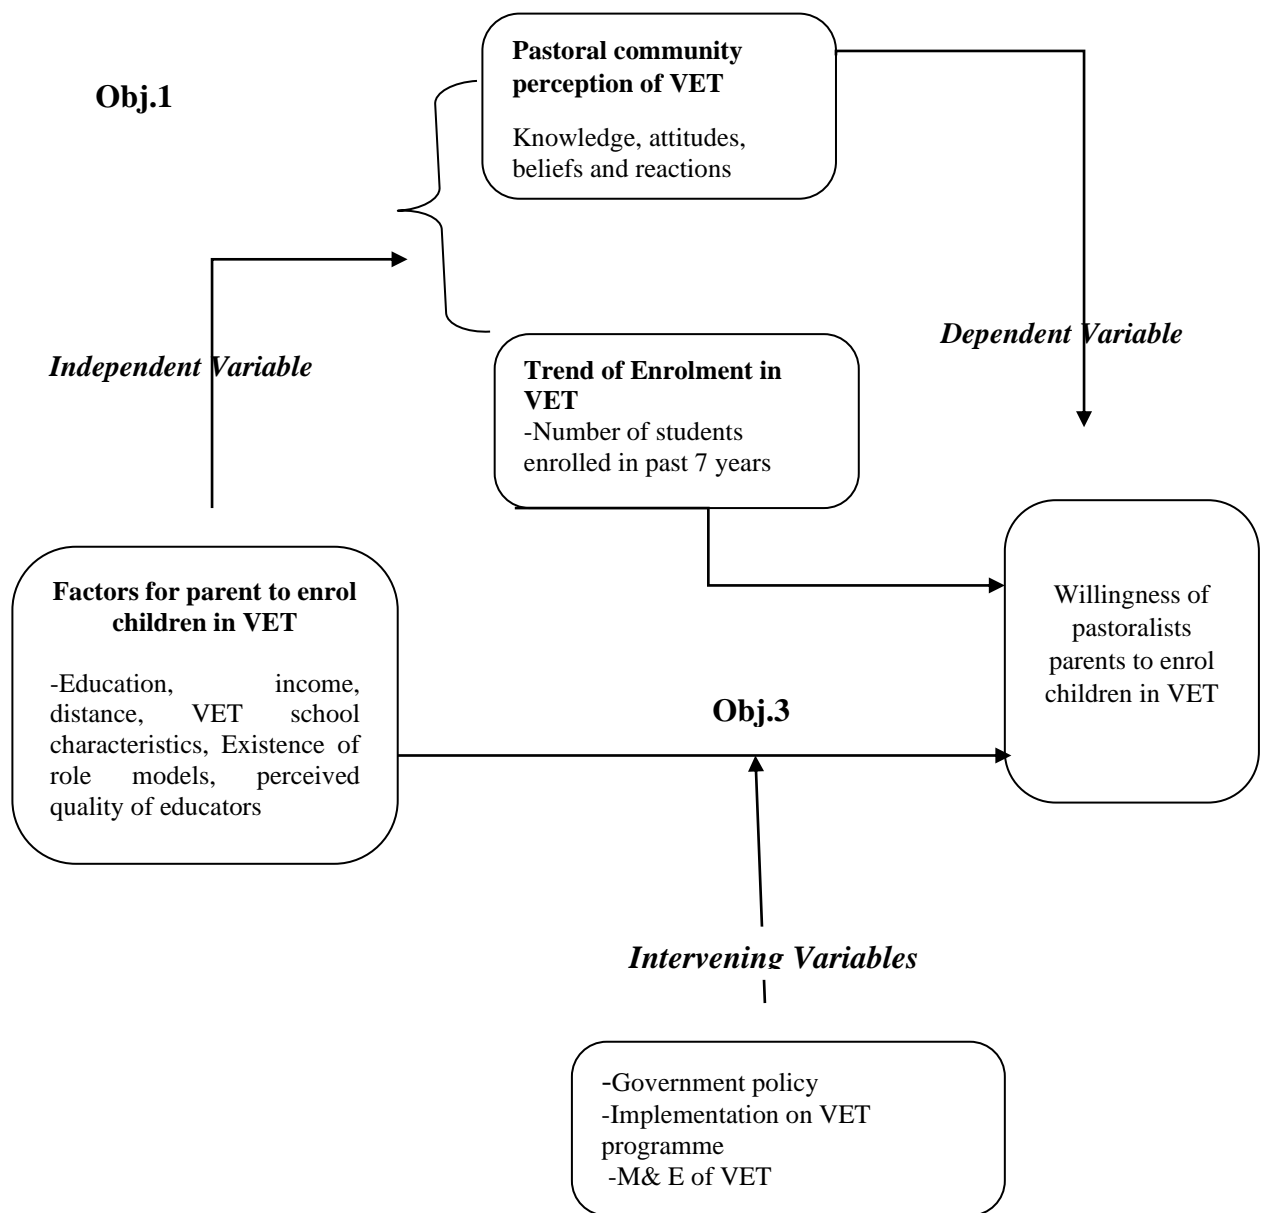 Pastoral community
perception of VET
Knowledge, attitudes,
beliefs and reactions
Obj.1
Independent Variable
Dependent Variable
Trend of Enrolment in
VET
-Number of students
enrolled in past 7 years
Factors for parent to enrol
children in VET
-Education, income,
distance, VET school
characteristics, Existence of
role models, perceived
quality of educators
Obj.3
Willingness of
pastoralists
parents to enrol
children in VET
Intervening Variables
-Government policy
-Implementation on VET
programme
-M& E of VET